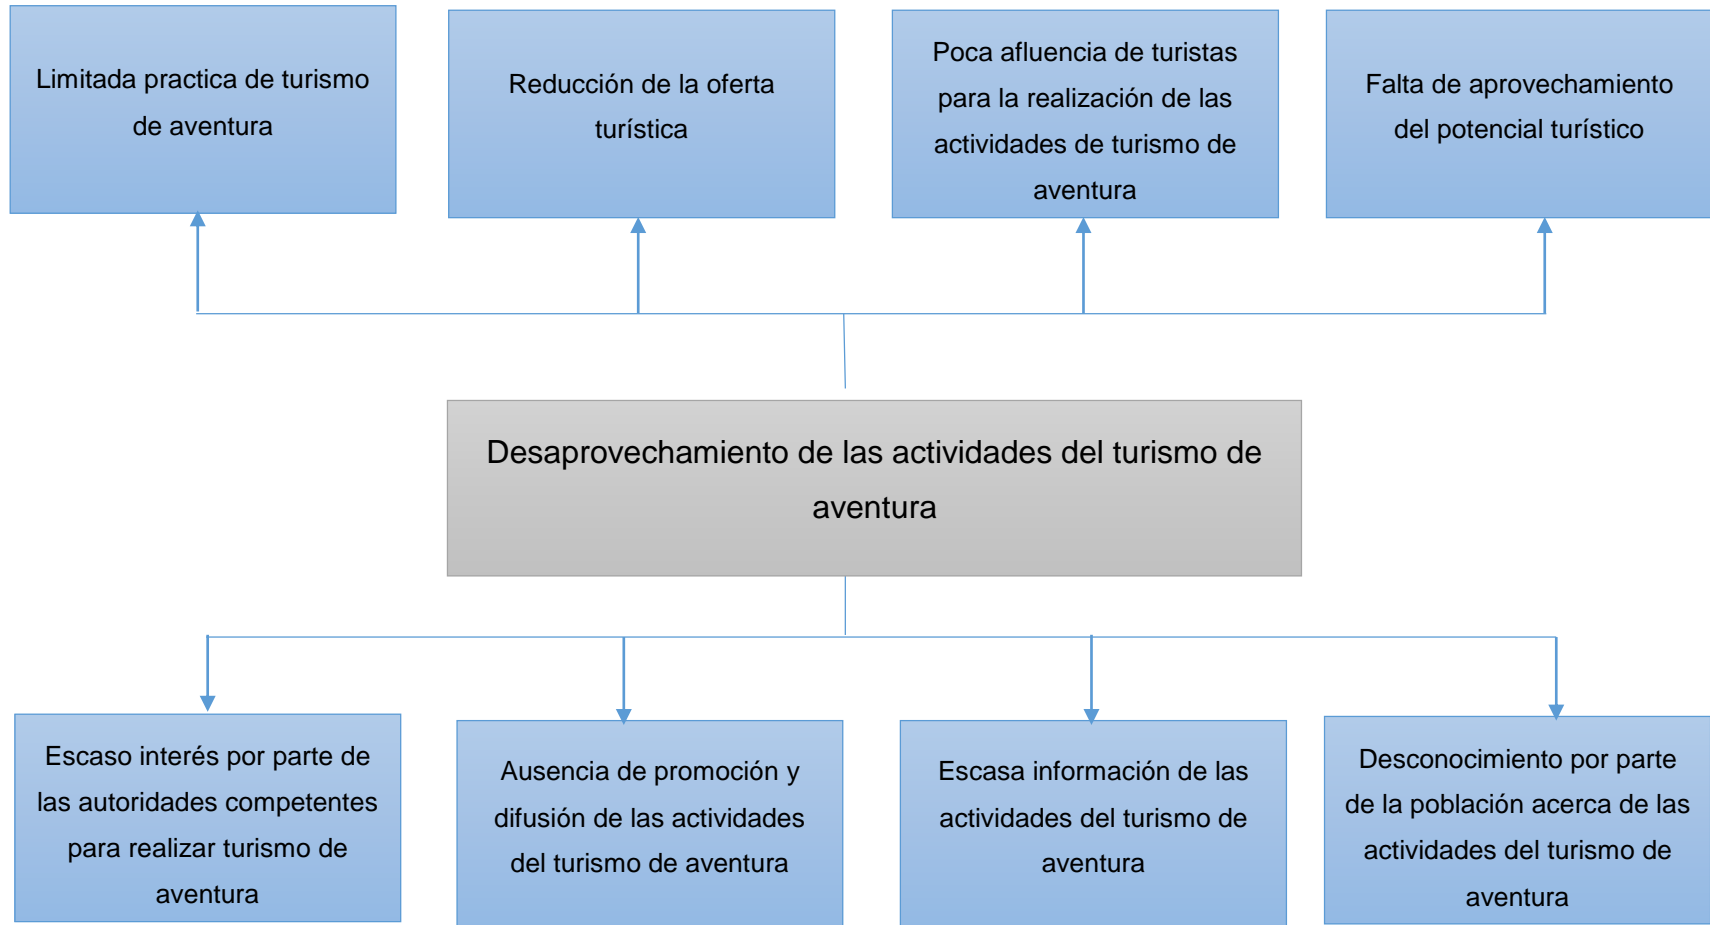 Limitada practica de turismo
de aventura
Reducción de la oferta
turística
Poca afluencia de turistas
para la realización de las
actividades de turismo de
aventura
Falta de aprovechamiento
del potencial turístico
Desaprovechamiento de las actividades del turismo de
aventura
Escaso interés por parte de
las autoridades competentes
para realizar turismo de
aventura
Ausencia de promoción y
difusión de las actividades
del turismo de aventura
Escasa información de las
actividades del turismo de
aventura
Desconocimiento por parte
de la población acerca de las
actividades del turismo de
aventura